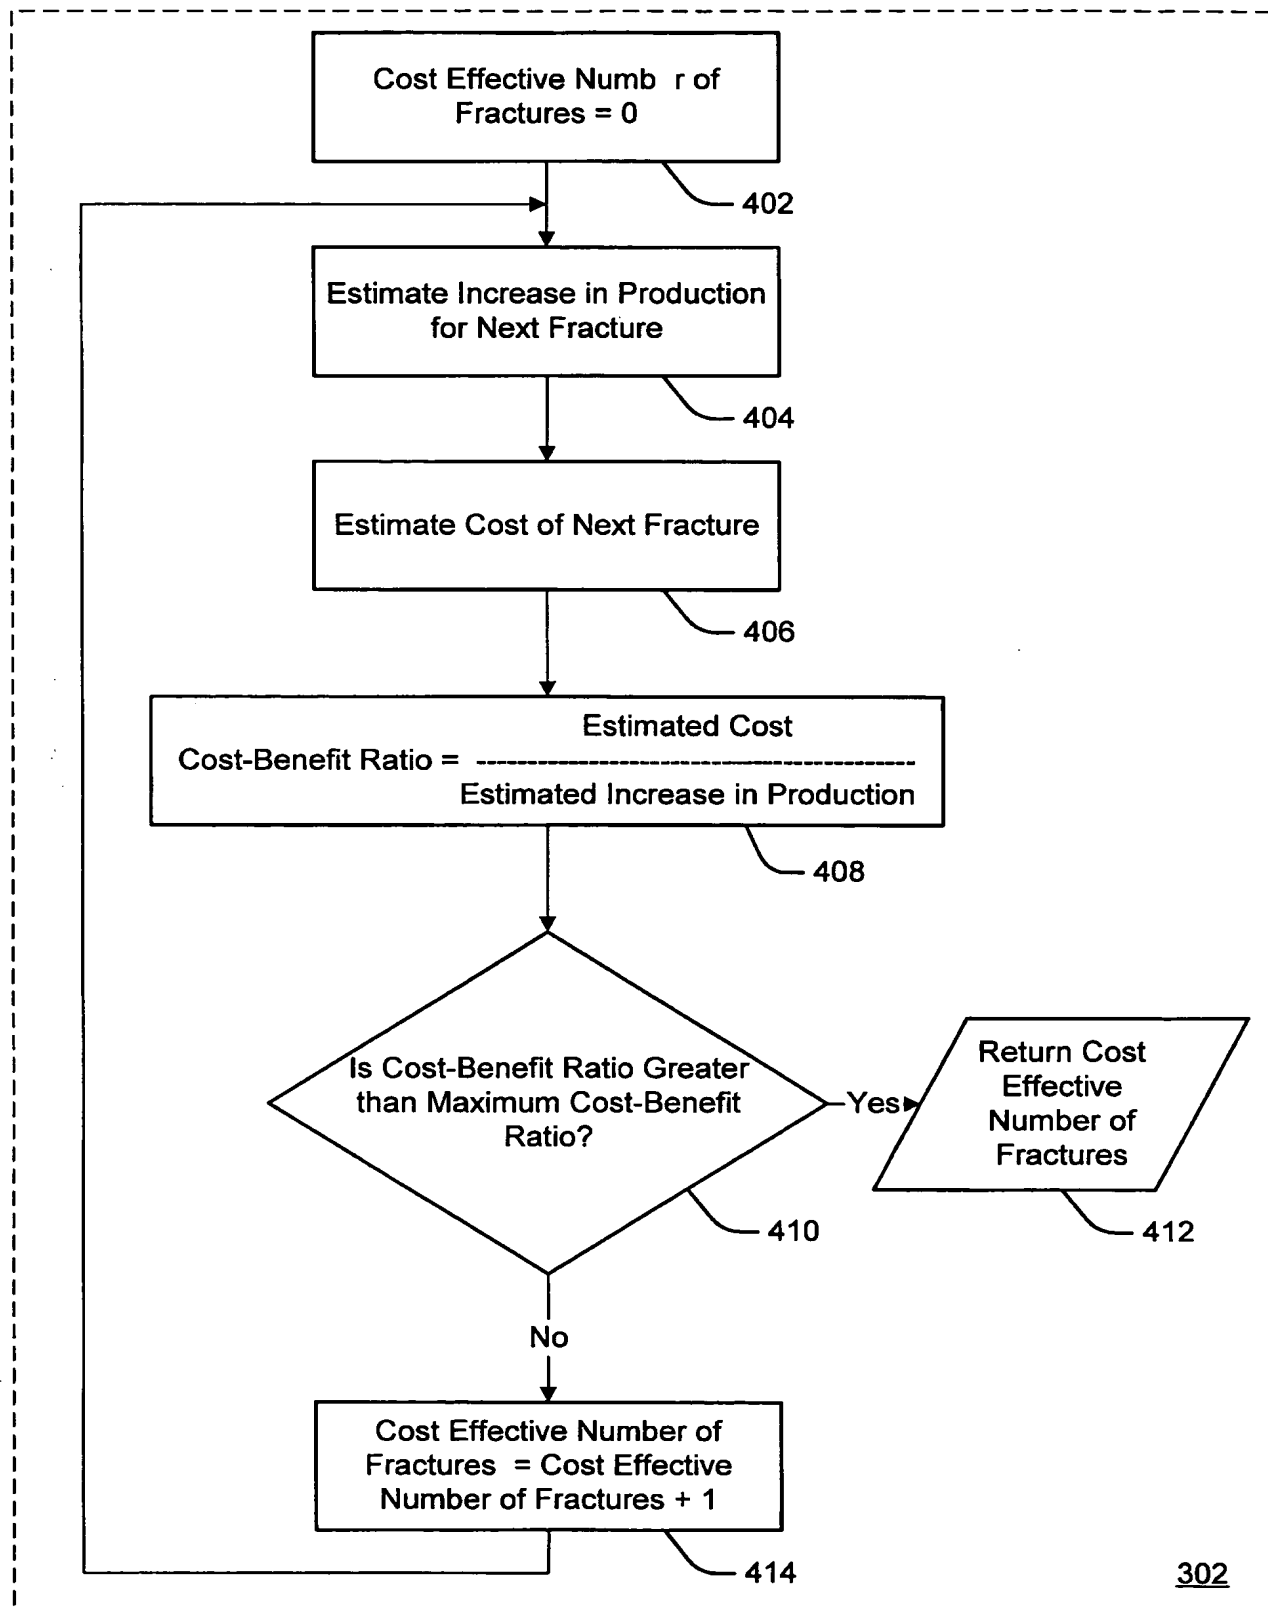 Cost Effective Numb r of
Fractures = 0
402
Estimate Increase in Production
for Next Fracture
404
Estimate Cost of Next Fracture
406
Estimated Cost
Cost-Benefit Ratio = ------------------------------------------
Estimated Increase in Production
408
Is Cost-Benefit Ratio Greater
than Maximum Cost-Benefit
Ratio?
410
Yes
Return Cost
Effective
Number of
Fractures
412
No
Cost Effective Number of
Fractures = Cost Effective
Number of Fractures + 1
414
302